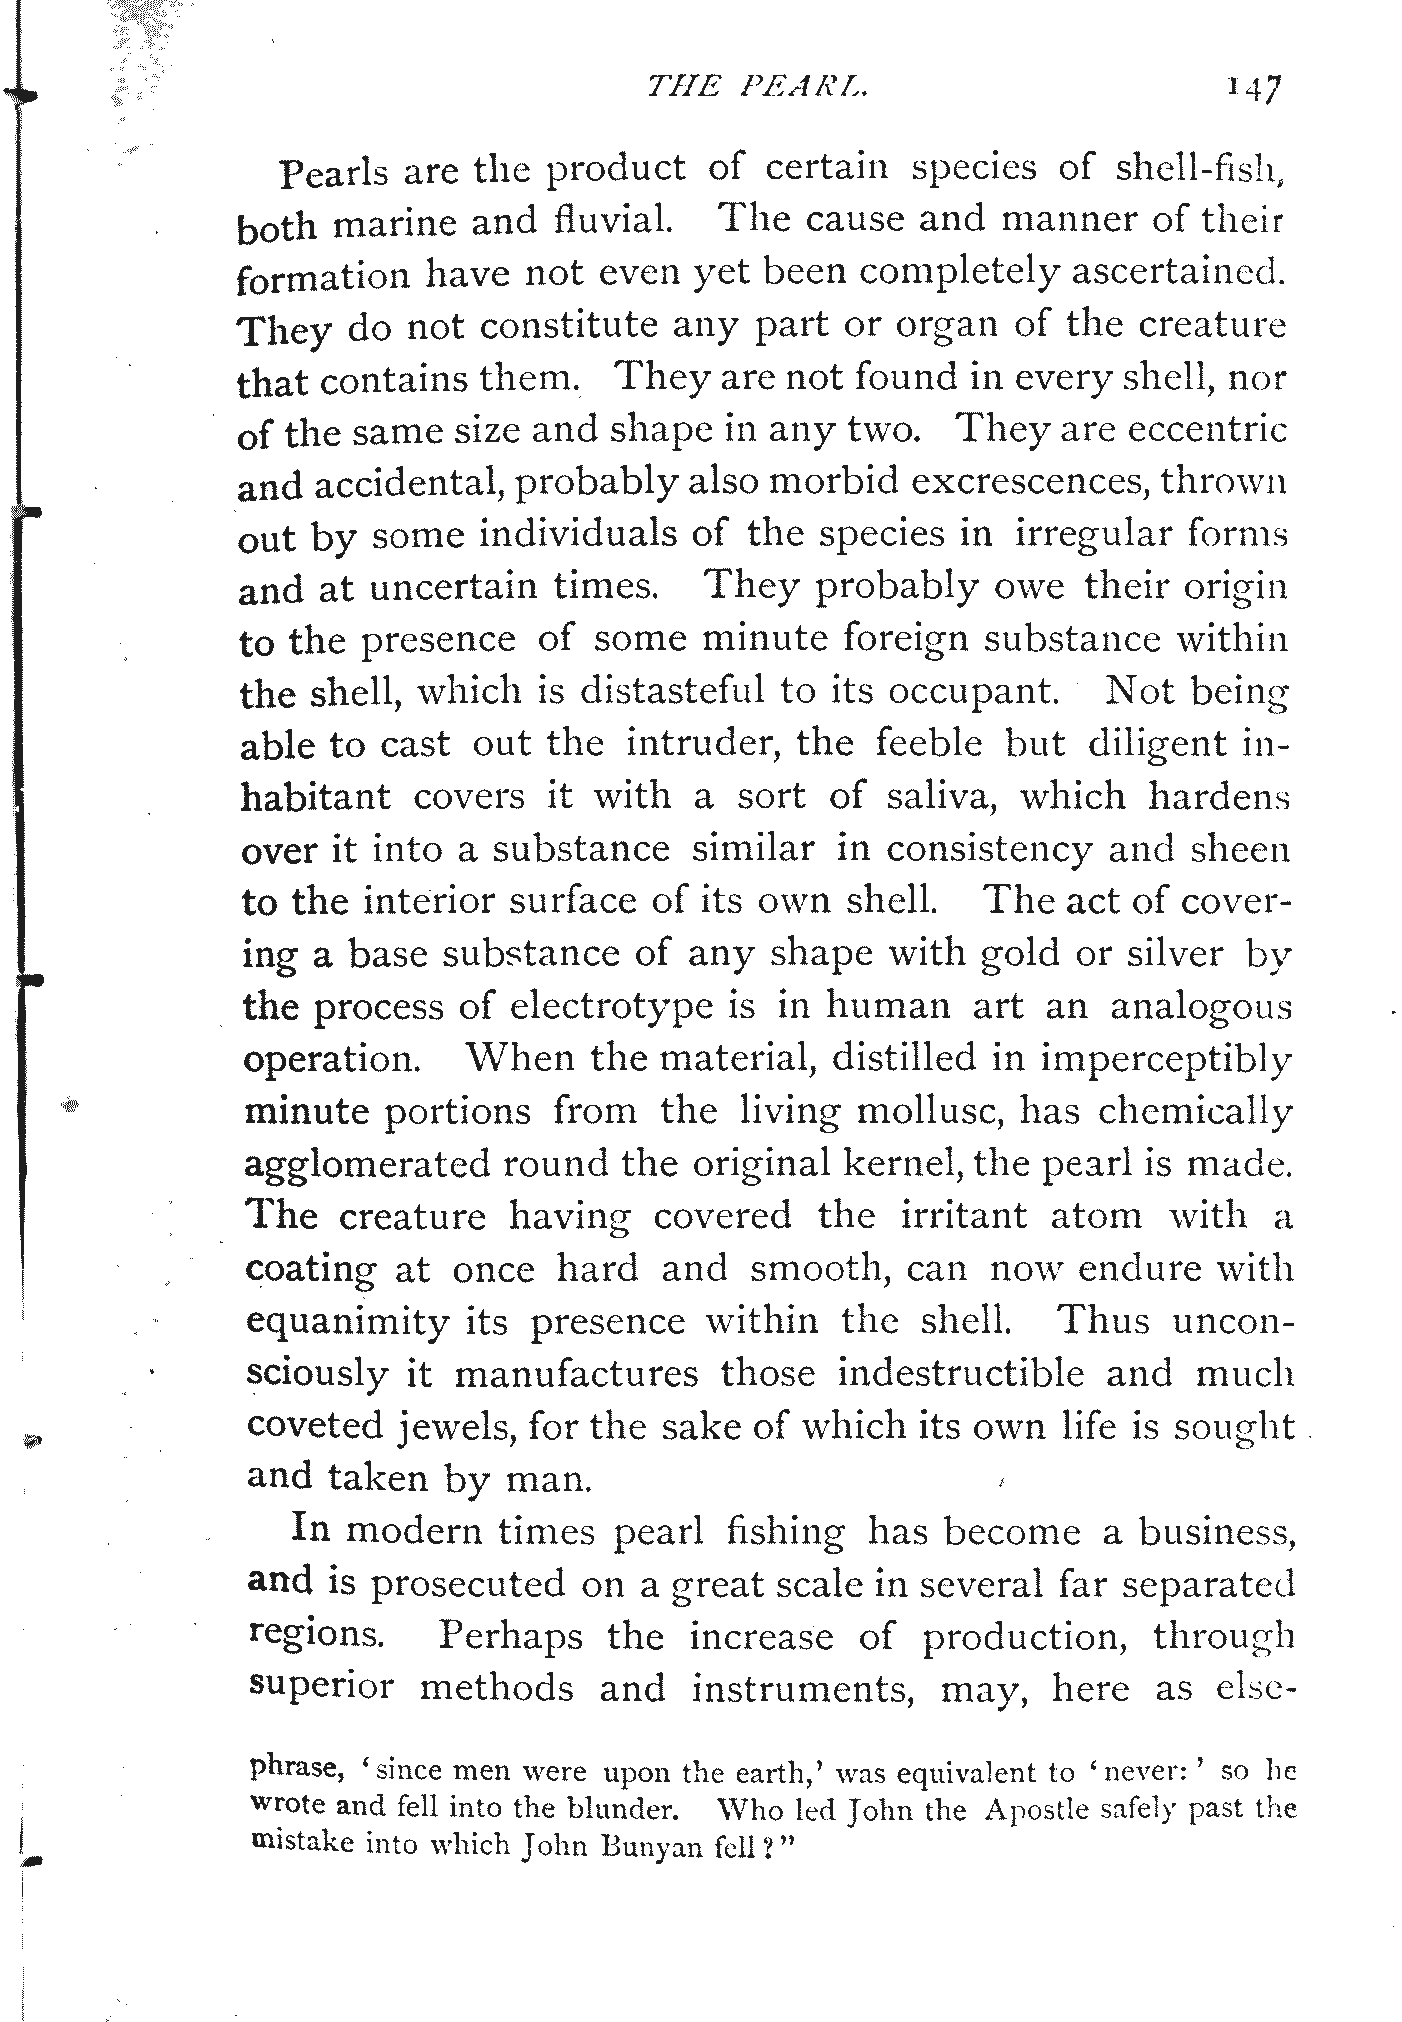 THE PEARL. 147
Pearls are the product of certain species of shell-fish,
both marine and fluvial. The cause and manner of their
formation have not even yet been completely ascertained.
They do not constitute any part or organ of the creature
that contains them. They are not found in every shell, nor
of the same size and shape in any two. They are eccentric
and accidental, probably also morbid excrescences, thrown
out by some individuals of the species in irregular forms
and at uncertain times. They probably owe their origin
to the presence of some minute foreign substance within
the shell, which is distasteful to its occupant. Not being
able to cast out the intruder, the feeble but diligent in-
habitant covers it with a sort of saliva, which hardens
over it into a substance similar in consistency and sheen
to the interior surface of its own shell. The act of cover-
ing a base substance of any shape with gold or silver by
the process of electrotype is in human art an analogous
operation. When the material, distilled in imperceptibly
minute portions from the living mollusc, has chemically
agglomerated round the original kernel, the pearl is made.
The creature having covered the irritant atom with a
coating at once hard and smooth, can now endure with
equanimity its presence within the shell. Thus uncon-
sciously it manufactures those indestructible and much
coveted jewels, for the sake of which its own life is sought
and taken by man.
In modern times pearl fishing has become a business,
and is prosecuted on a great scale in several far separated
regions. Perhaps the increase of production, through
superior methods and instruments, may, here as else-
phrase, ‘since men were upon the earth,’ was equivalent to ‘never:’ so he
wrote and fell into the blunder. Who led John the Apostle safely past the
mistake into which John Bunyan fell?”